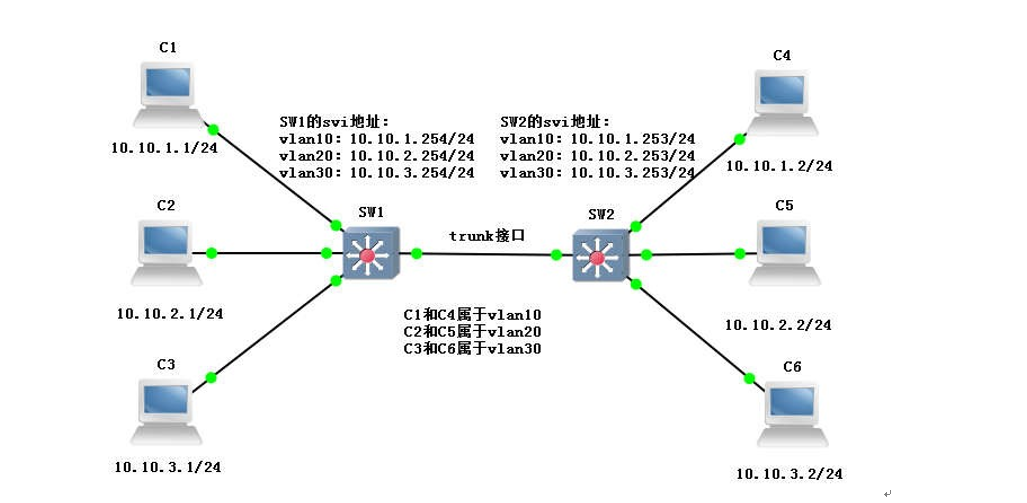 C1
C4
SW1的svi地址：
vlan10：10.10.1.254/24
vlan20：10.10.2.254/24
vlan30：10.10.3.254/24
SW2的svi地址：
vlan10：10.10.1.253/24
vlan20：10.10.2.253/24
vlan30：10.10.3.253/24
10.10.1.1/24
10.10.1.2/24
C2
SW1
trunk接口
SW2
C5
10.10.2.1/24
C1和C4属于vlan10
C2和C5属于vlan20
C3和C6属于vlan30
10.10.2.2/24
C3
C6
10.10.3.1/24
10.10.3.2/24